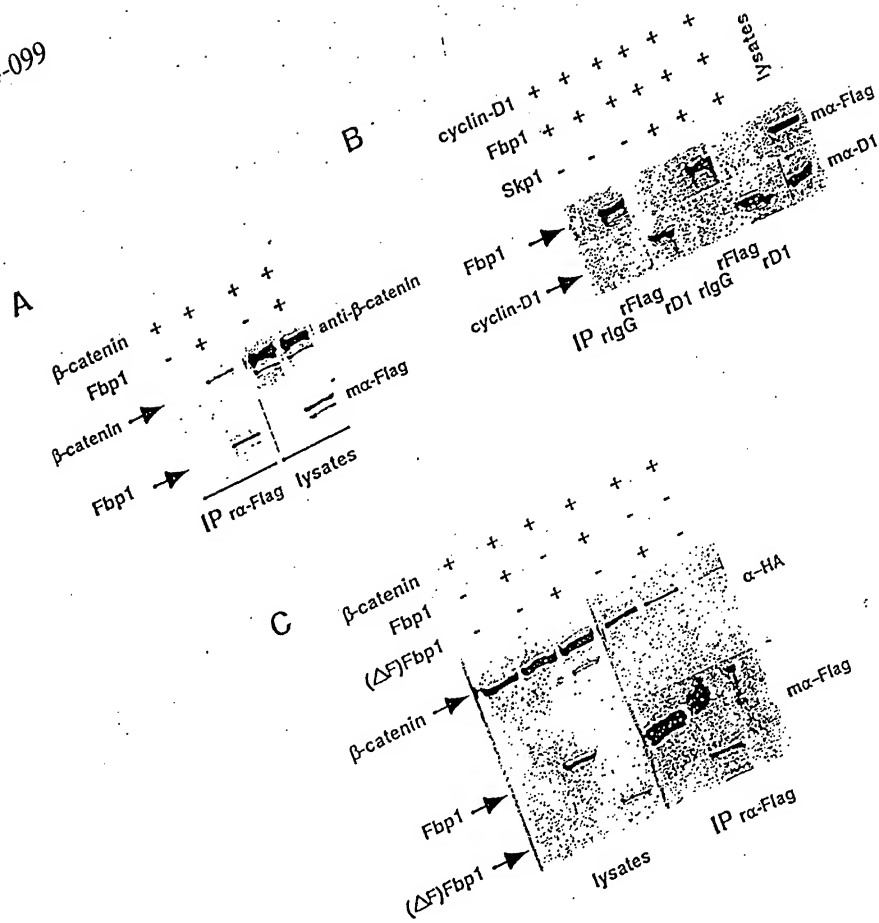 -099
A
β-catenin + + + +
Fbp1 - + - +
β-catenin
anti-β-catenin
Fbp1
mα-Flag
IP rα-Flag
lysates
B
cyclin-D1 + + + + + +
Fbp1 + + + + + +
Skp1 - - - + + +
lysates
Fbp1
mα-Flag
cyclin-D1
mα-D1
IP rIgG rFlag rD1 rIgG rFlag rD1
C
β-catenin + + + + + +
Fbp1 - + - + - -
(ΔF)Fbp1 - - + - + -
β-catenin
α-HA
Fbp1
mα-Flag
(ΔF)Fbp1
lysates
IP rα-Flag